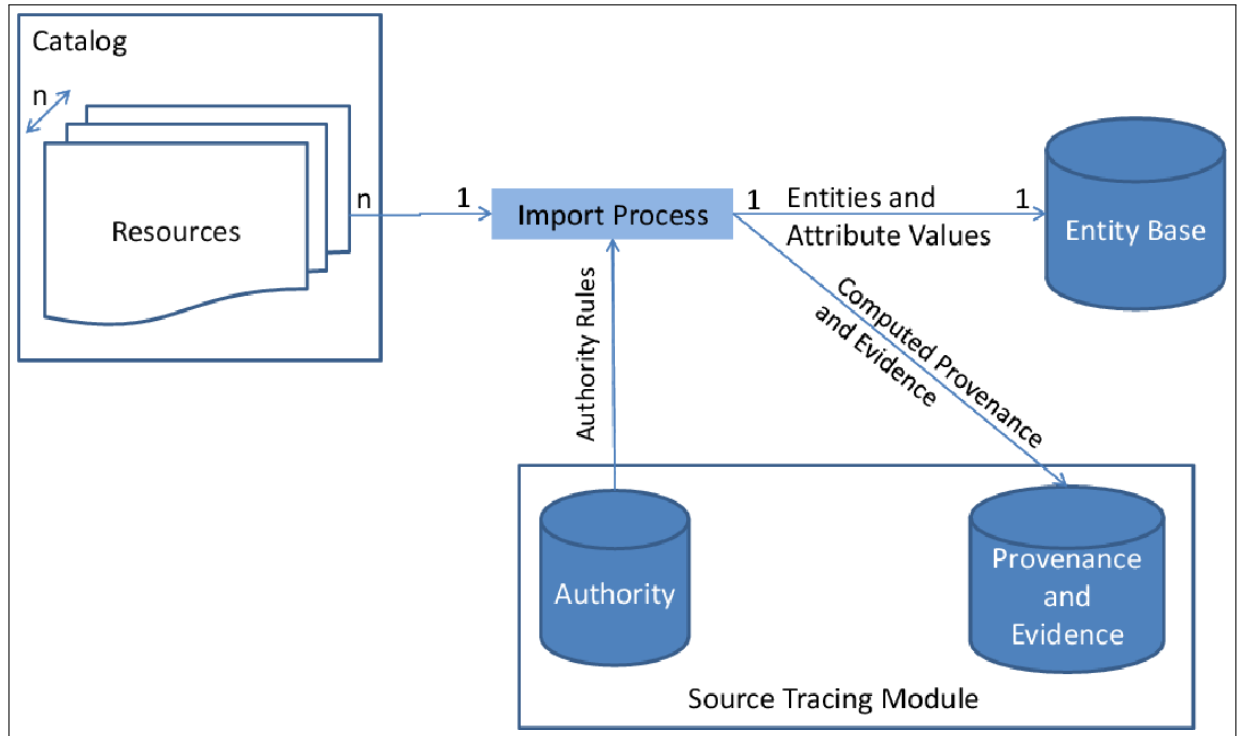 Catalog
n
Resources
n
1
Import Process
1
Entities and
Attribute Values
1
Entity Base
Authority Rules
Computed Provenance
and Evidence
Authority
Provenance
and
Evidence
Source Tracing Module